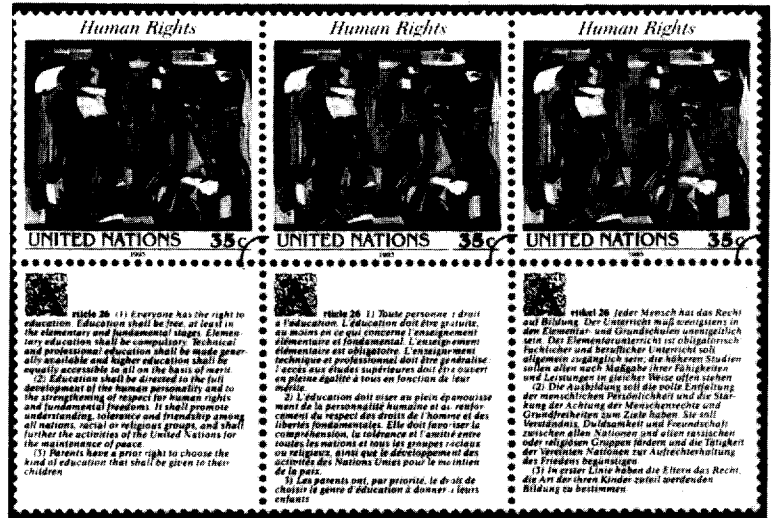 Human Rights
UNITED NATIONS 35c
1993
rticle 26 (1) Everyone has the right to
education. Education shall be free, at least in
the elementary and fundamental stages. Elemen-
tary education shall be compulsory. Technical
and professional education shall be made gener-
ally available and higher education shall be
equally accessible to all on the basis of merit.
(2) Education shall be directed to the full
development of the human personality and to
the strengthening of respect for human rights
and fundamental freedoms. It shall promote
understanding, tolerance and friendship among
all nations, racial or religious groups, and shall
further the activities of the United Nations for
the maintenance of peace.
(3) Parents have a prior right to choose the
kind of education that shall be given to their
children
Human Rights
UNITED NATIONS 35c
1993
rticle 26 1) Toute personne a droit
à l'éducation. L'éducation doit être gratuite,
au moins en ce qui concerne l'enseignement
élémentaire et fondamental. L'enseignement
élémentaire est obligatoire. L'enseignement
technique et professionnel doit être généralisé
l'accès aux études supérieures doit être ouvert
en pleine égalité à tous en fonction de leur
mérite.
2) L'éducation doit viser au plein épanouisse
ment de la personnalité humaine et au renfor
cement du respect des droits de l'homme et des
libertés fondamentales. Elle doit favoriser la
compréhension, la tolérance et l'amitié entre
toutes les nations et tous les groupes raciaux
ou religieux, ainsi que le développement des
activités des Nations Unies pour le maintien
de la paix.
3) Les parents ont, par priorité, le droit de
choisir le genre d'éducation à donner à leurs
enfants
Human Rights
UNITED NATIONS 35c
1993
rtikel 26 Jeder Mensch hat das Recht
auf Bildung. Der Unterricht muß wenigstens in
den Elementar- und Grundschulen unentgeltlich
sein. Der Elementarunterricht ist obligatorisch
Fachlicher und beruflicher Unterricht soll
allgemein zugänglich sein; die höheren Studien
sollen allen nach Maßgabe ihrer Fähigkeiten
und Leistungen in gleicher Weise offen stehen
(2) Die Ausbildung soll die volle Entfaltung
der menschlichen Persönlichkeit und die Stär-
kung der Achtung der Menschenrechte und
Grundfreiheiten zum Ziele haben. Sie soll
Verständnis, Duldsamkeit und Freundschaft
zwischen allen Nationen und allen rassischen
oder religiösen Gruppen fördern und die Tätigkeit
der Vereinten Nationen zur Aufrechterhaltung
des Friedens begünstigen
(3) In erster Linie haben die Eltern das Recht,
die Art der ihren Kinder zuteil werdenden
Bildung zu bestimmen